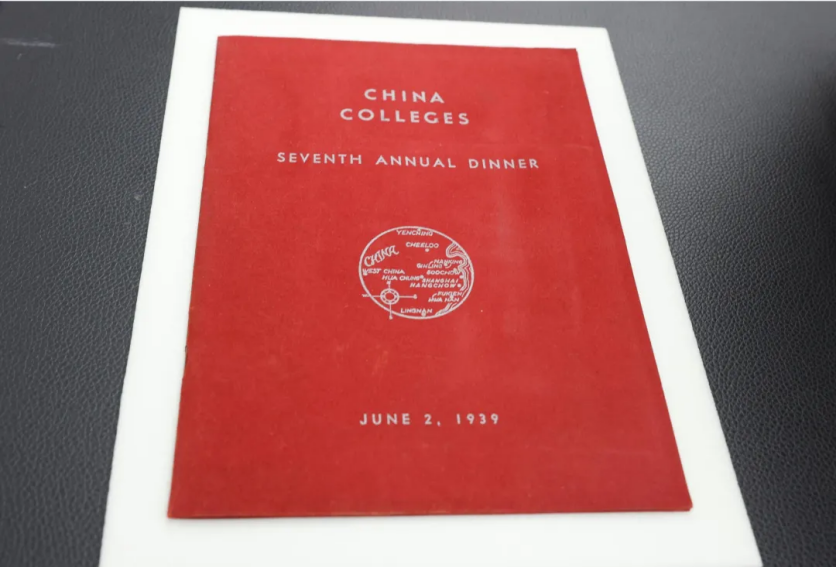 CHINA
COLLEGES
SEVENTH ANNUAL DINNER
YENCHING
CHEELOO
CHINA
NANKING
GINLING
WEST CHINA
SOOCHOW
HUA CHUNG
SHANGHAI
HANGCHOW
FUKIEN
HWA NAN
LINGNAN
JUNE 2, 1939